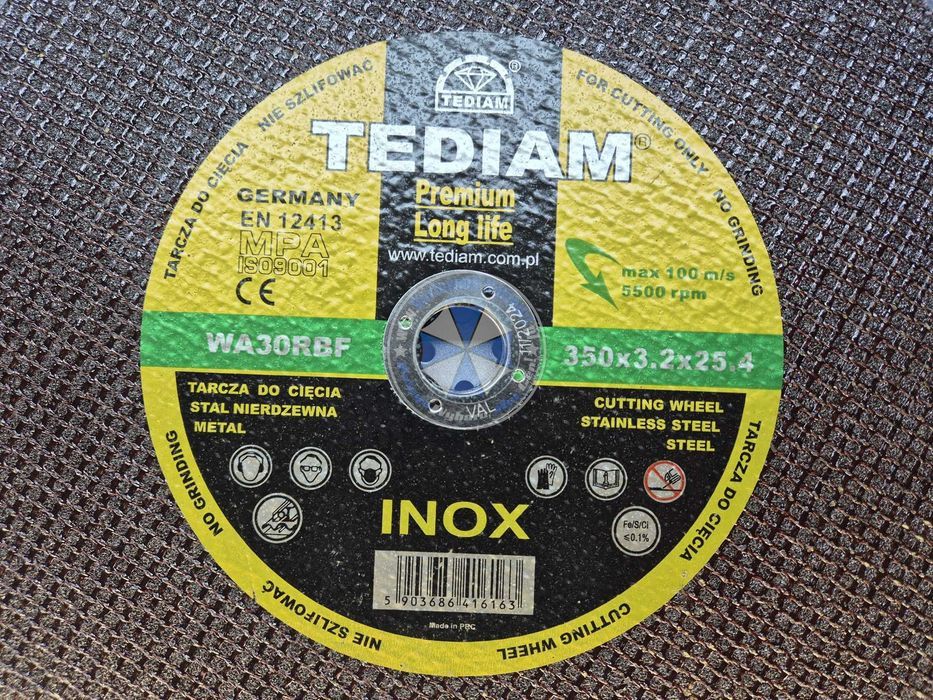 TEDIAM ®
TEDIAM®
Premium
Long life
www.tediam.com.pl
TARCZA DO CIĘCIA NIE SZLIFOWAĆ
FOR CUTTING ONLY NO GRINDING
GERMANY
EN 12413
MPA
ISO9001
CE
max 100 m/s
5500 rpm
WA30RBF
350x3.2x25.4
VAL
/2024
TARCZA DO CIĘCIA
STAL NIERDZEWNA
METAL
CUTTING WHEEL
STAINLESS STEEL
STEEL
Fe/S/Cl
≤0.1%
INOX
5 903686 416163
Made in PRC
NO GRINDING
NIE SZLIFOWAĆ
CUTTING WHEEL
TARCZA DO CIĘCIA